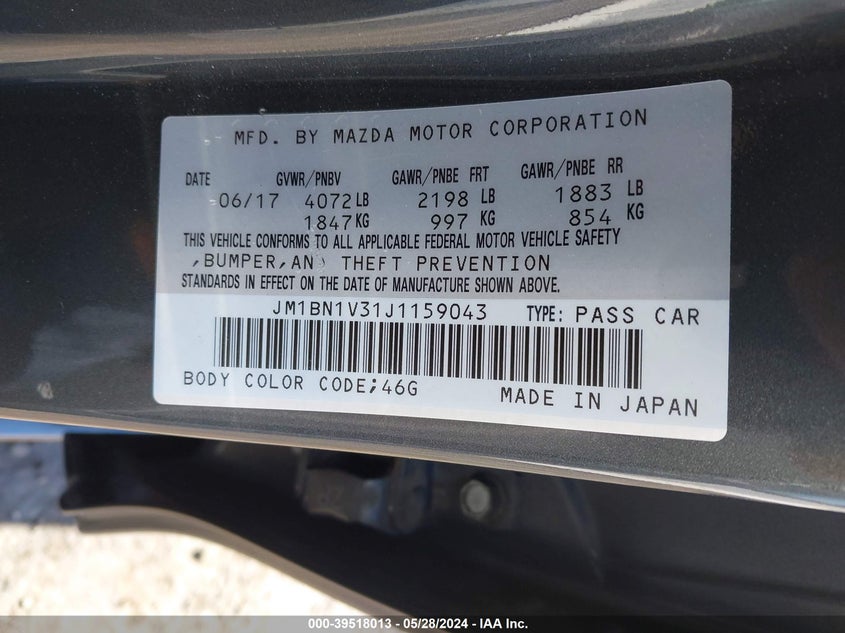 MFD. BY MAZDA MOTOR CORPORATION
DATE GVWR/PNBV GAWR/PNBE FRT GAWR/PNBE RR
06/17 4072 LB 2198 LB 1883 LB
1847 KG 997 KG 854 KG
THIS VEHICLE CONFORMS TO ALL APPLICABLE FEDERAL MOTOR VEHICLE SAFETY
,BUMPER,AN THEFT PREVENTION
STANDARDS IN EFFECT ON THE DATE OF MANUFACTURE SHOWN ABOVE.
JM1BN1V31J1159043 TYPE: PASS CAR
BODY COLOR CODE;46G MADE IN JAPAN
000-39518013 - 05/28/2024 - IAA Inc.